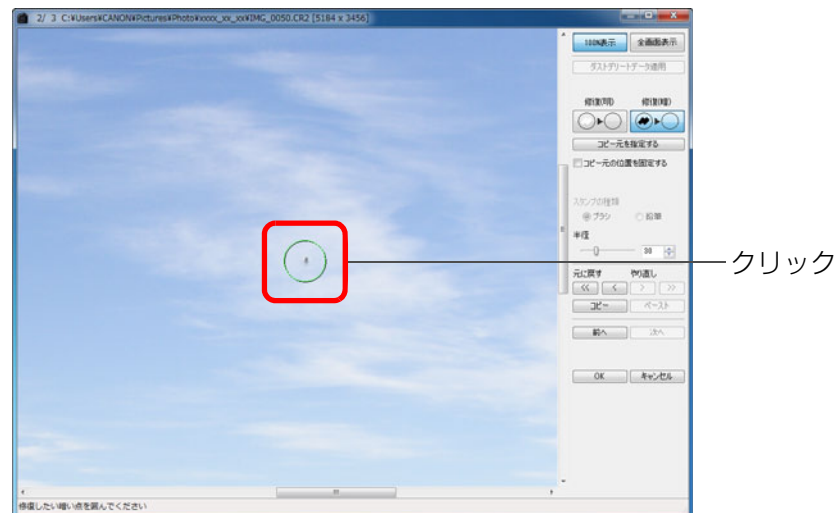 2/ 3 C:¥Users¥CANON¥Pictures¥Photo¥xxxx_xx_xx¥IMG_0050.CR2 [5184 x 3456]
100%表示 全画面表示
ダストデリートデータ適用
修復(明) 修復(暗)
コピー元を指定する
コピー元の位置を固定する
スタンプの種類
ブラシ 鉛筆
半径
30
クリック
元に戻す やり直し
<< < > >>
コピー ペースト
前へ 次へ
OK キャンセル
修復したい暗い点を選んでください